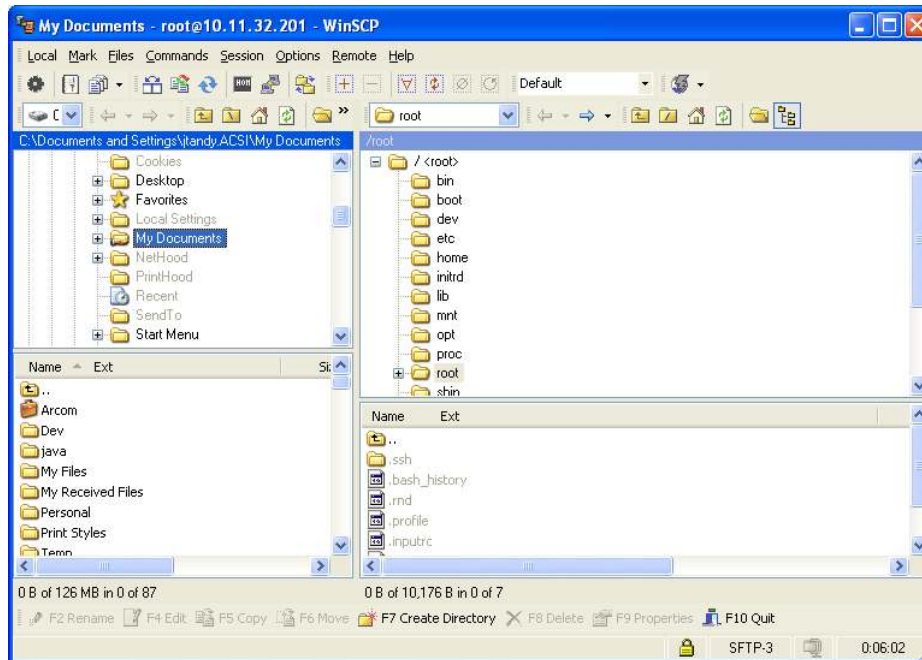 My Documents - root@10.11.32.201 - WinSCP
Local Mark Files Commands Session Options Remote Help
Default
root
C:\Documents and Settings\jtandy.ACSI\My Documents
Cookies
Desktop
Favorites
Local Settings
My Documents
NetHood
PrintHood
Recent
SendTo
Start Menu
Name Ext
..
Arcom
Dev
java
My Files
My Received Files
Personal
Print Styles
Temp
0 B of 126 MB in 0 of 87
/root
/ <root>
bin
boot
dev
etc
home
initrd
lib
mnt
opt
proc
root
sbin
Name Ext
..
.ssh
.bash_history
.rnd
.profile
.inputrc
0 B of 10,176 B in 0 of 7
F2 Rename F4 Edit F5 Copy F6 Move F7 Create Directory F8 Delete F9 Properties F10 Quit
SFTP-3 0:06:02